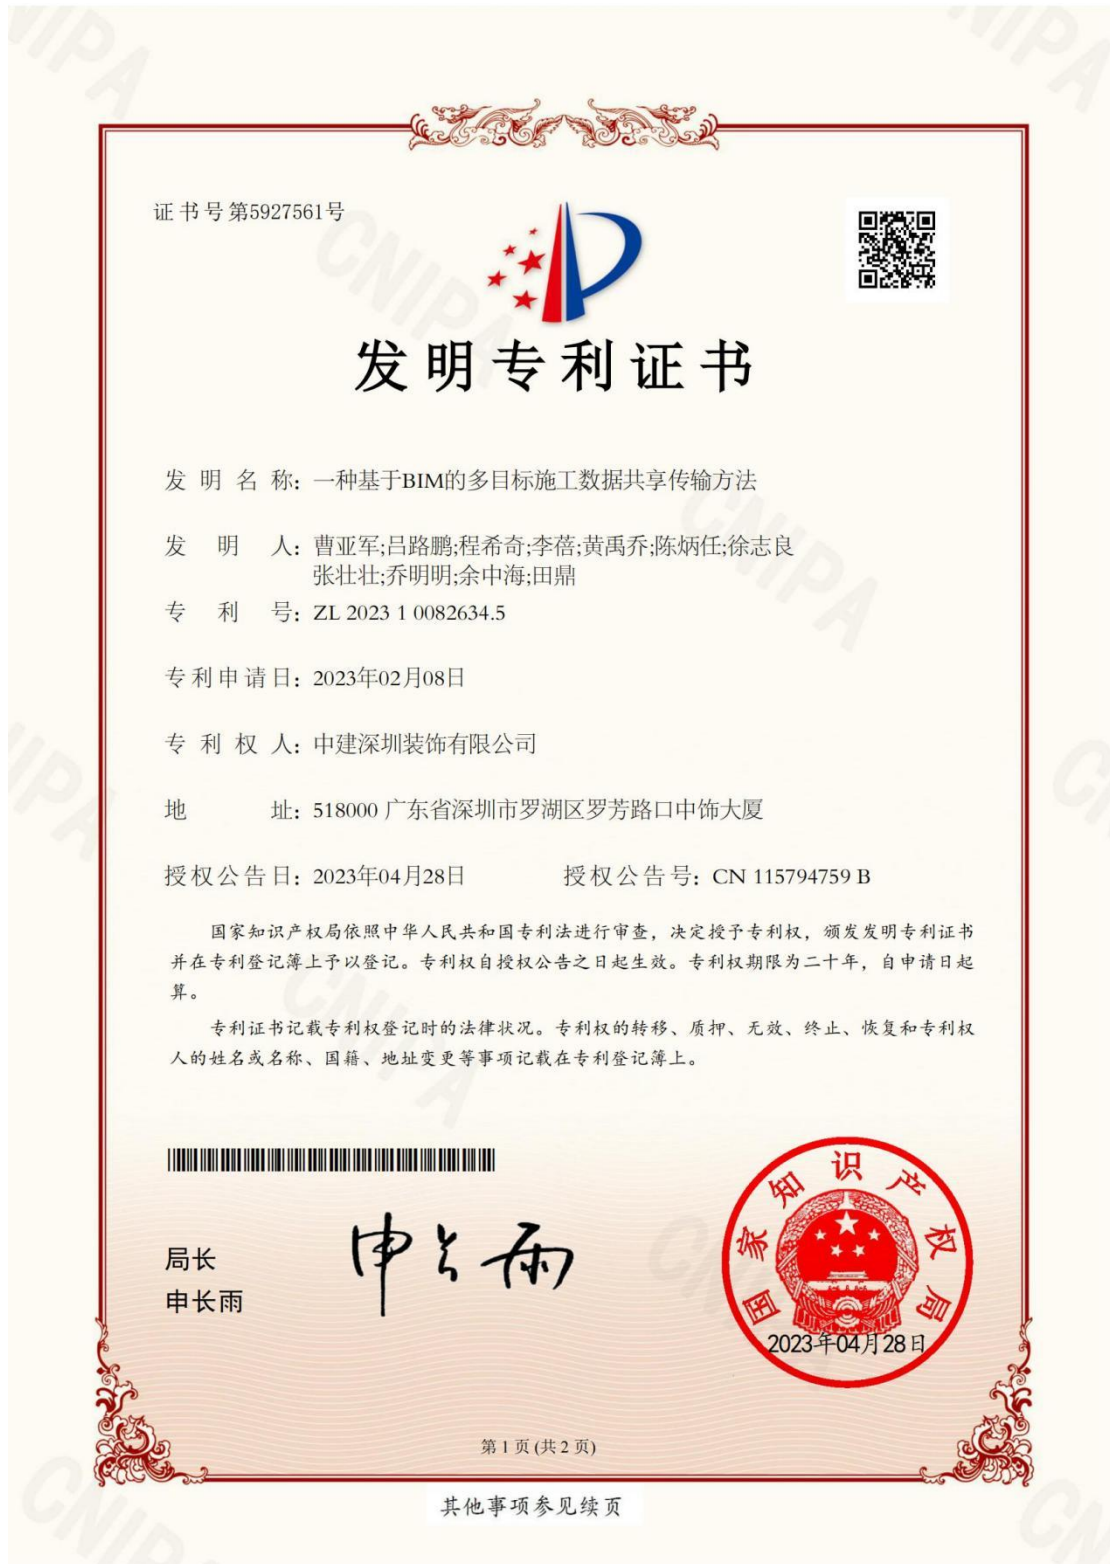 证书号第5927561号
发明专利证书
发明名称：一种基于BIM的多目标施工数据共享传输方法
发明人：曹亚军;吕路鹏;程希奇;李蓓;黄禹乔;陈炳任;徐志良
张壮壮;乔明明;余中海;田鼎
专利号：ZL 2023 1 0082634.5
专利申请日：2023年02月08日
专利权人：中建深圳装饰有限公司
地址：518000 广东省深圳市罗湖区罗芳路口中饰大厦
授权公告日：2023年04月28日 授权公告号：CN 115794759 B
国家知识产权局依照中华人民共和国专利法进行审查，决定授予专利权，颁发发明专利证书
并在专利登记簿上予以登记。专利权自授权公告之日起生效。专利权期限为二十年，自申请日起
算。
专利证书记载专利权登记时的法律状况。专利权的转移、质押、无效、终止、恢复和专利权
人的姓名或名称、国籍、地址变更等事项记载在专利登记簿上。
局长
申长雨
申长雨
国家知识产权局
2023年04月28日
第1页(共2页)
其他事项参见续页
CNIPA